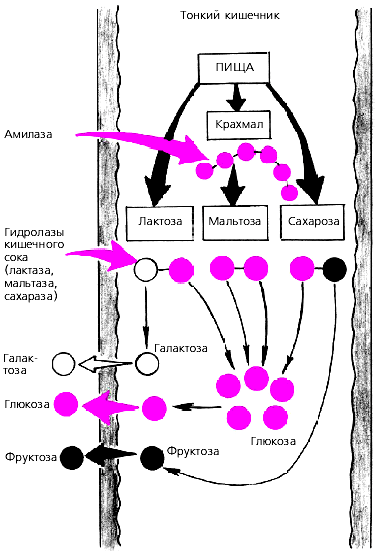 Тонкий кишечник
ПИЩА
Крахмал
Амилаза
Лактоза
Мальтоза
Сахароза
Гидролазы
кишечного
сока
(лактаза,
мальтаза,
сахараза)
Галактоза
Галак-
тоза
Глюкоза
Глюкоза
Фруктоза
Фруктоза